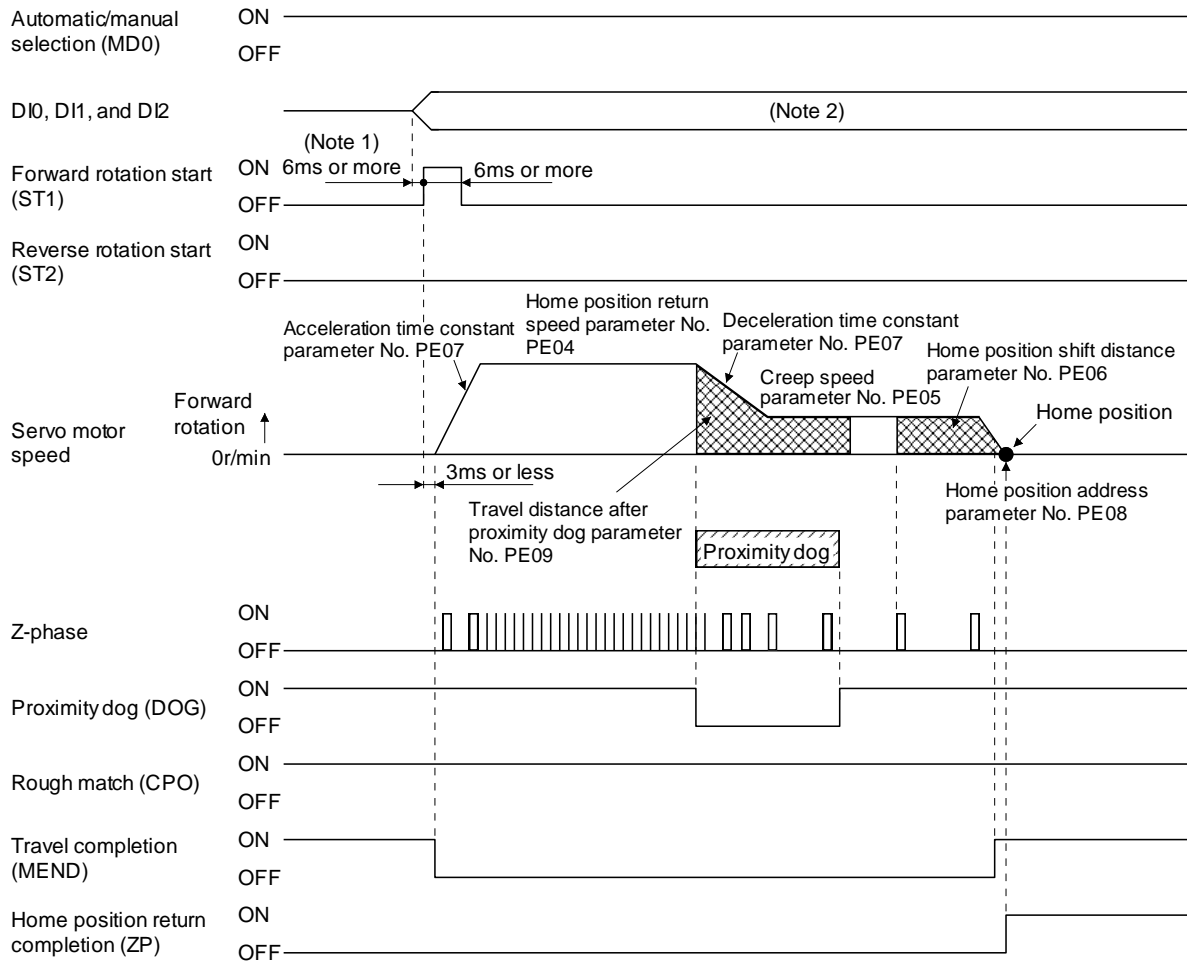 Automatic/manual
selection (MD0)
ON
OFF
DI0, DI1, and DI2
(Note 2)
(Note 1)
6ms or more
6ms or more
Forward rotation start
(ST1)
ON
OFF
Reverse rotation start
(ST2)
ON
OFF
Acceleration time constant
parameter No. PE07
Home position return
speed parameter No.
PE04
Deceleration time constant
parameter No. PE07
Creep speed
parameter No. PE05
Home position shift distance
parameter No. PE06
Home position
Servo motor
speed
Forward
rotation
0r/min
3ms or less
Travel distance after
proximity dog parameter
No. PE09
Home position address
parameter No. PE08
Proximity dog
Z-phase
ON
OFF
Proximity dog (DOG)
ON
OFF
Rough match (CPO)
ON
OFF
Travel completion
(MEND)
ON
OFF
Home position return
completion (ZP)
ON
OFF